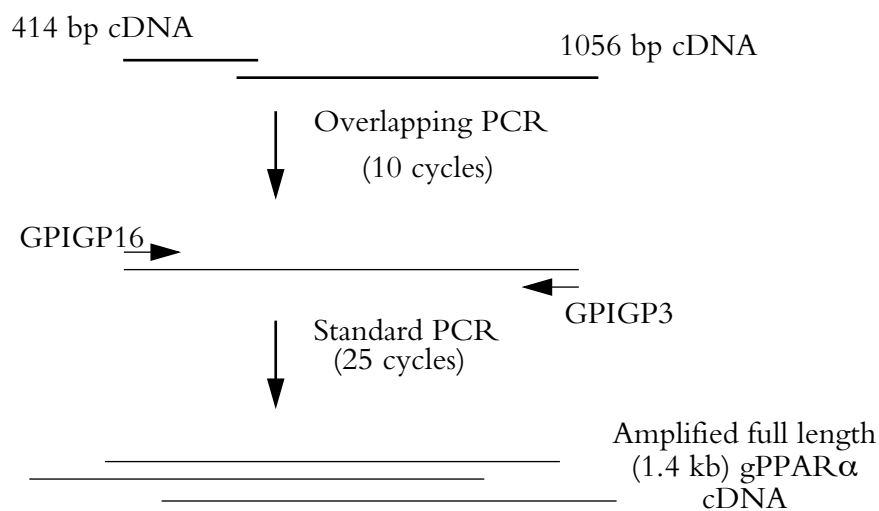 414 bp cDNA
1056 bp cDNA
Overlapping PCR
(10 cycles)
GPIGP16
GPIGP3
Standard PCR
(25 cycles)
Amplified full length
(1.4 kb) gPPARα
cDNA